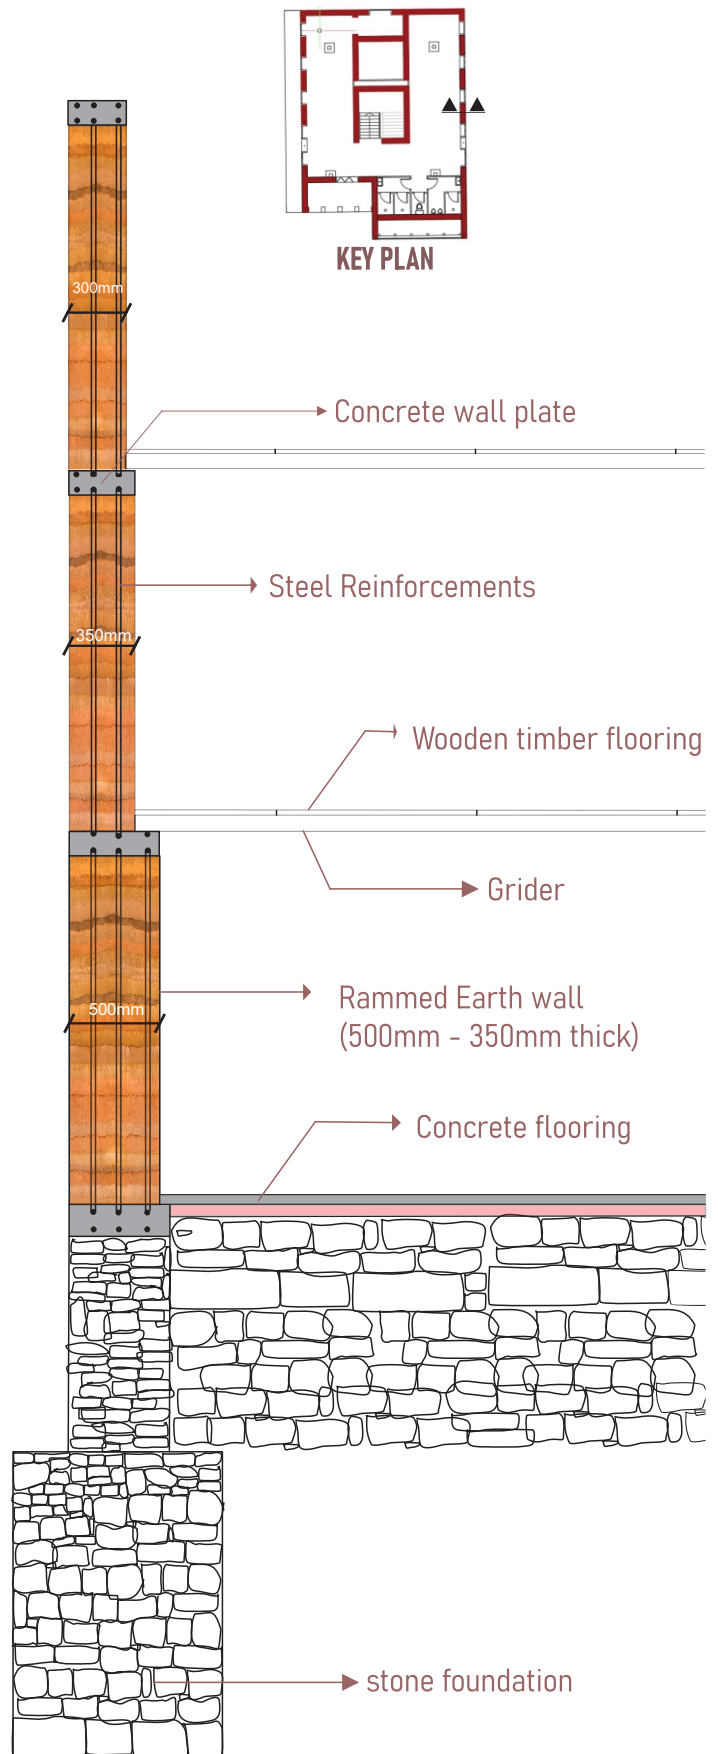 KEY PLAN
300mm
Concrete wall plate
Steel Reinforcements
350mm
Wooden timber flooring
Grider
Rammed Earth wall
(500mm - 350mm thick)
500mm
Concrete flooring
stone foundation